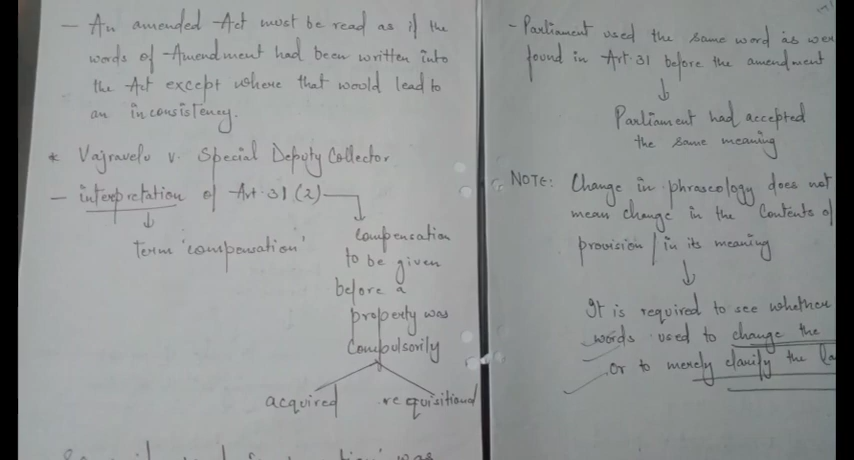 - An amended Act must be read as if the
words of Amendment had been written into
the Act except where that would lead to
an inconsistency.
* Vajravelu v. Special Deputy Collector
- interpretation of Art. 31 (2)
↓
term 'compensation'
compensation
to be given
before a
property was
compulsorily
acquired requisitioned
was
- Parliament used the same word as
found in Art. 31 before the amendment
↓
Parliament had accepted
the same meaning
NOTE: Change in phraseology does not
mean change in the Contents of
provision / in its meaning
↓
It is required to see whether
words used to change the
or to merely clarify the